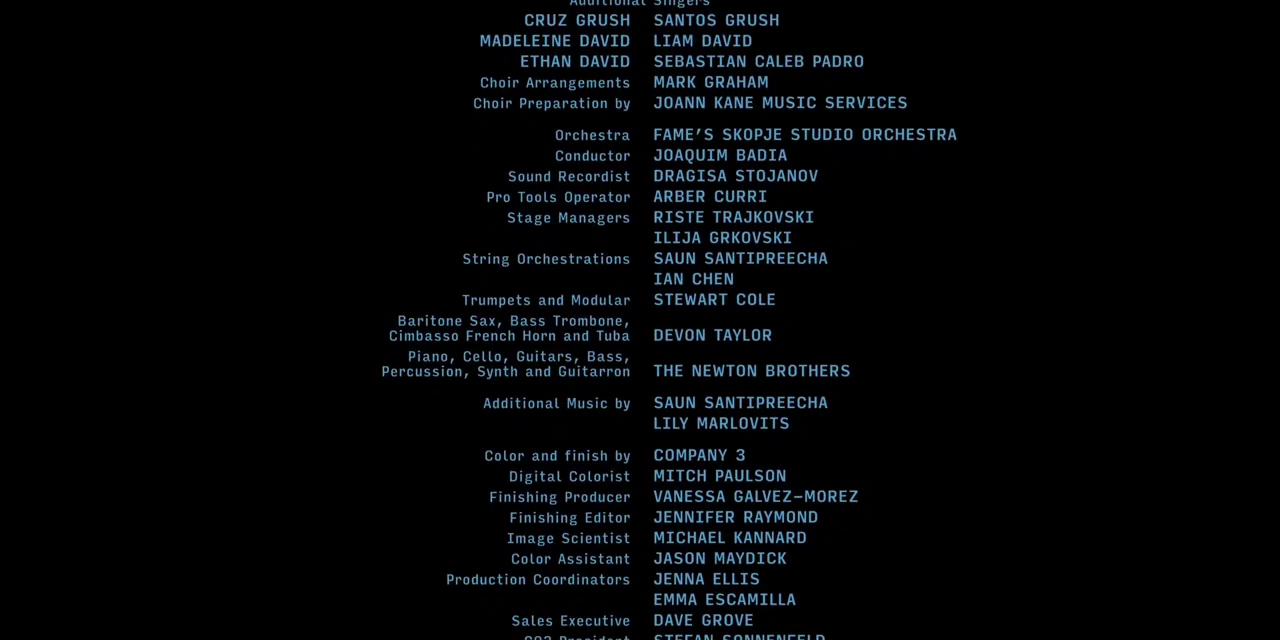 Additional Singers
CRUZ GRUSH SANTOS GRUSH
MADELEINE DAVID LIAM DAVID
ETHAN DAVID SEBASTIAN CALEB PADRO
Choir Arrangements MARK GRAHAM
Choir Preparation by JOANN KANE MUSIC SERVICES
Orchestra FAME'S SKOPJE STUDIO ORCHESTRA
Conductor JOAQUIM BADIA
Sound Recordist DRAGISA STOJANOV
Pro Tools Operator ARBER CURRI
Stage Managers RISTE TRAJKOVSKI
ILIJA GRKOVSKI
String Orchestrations SAUN SANTIPREECHA
IAN CHEN
Trumpets and Modular STEWART COLE
Baritone Sax, Bass Trombone,
Cimbasso French Horn and Tuba DEVON TAYLOR
Piano, Cello, Guitars, Bass,
Percussion, Synth and Guitarron THE NEWTON BROTHERS
Additional Music by SAUN SANTIPREECHA
LILY MARLOVITS
Color and finish by COMPANY 3
Digital Colorist MITCH PAULSON
Finishing Producer VANESSA GALVEZ–MOREZ
Finishing Editor JENNIFER RAYMOND
Image Scientist MICHAEL KANNARD
Color Assistant JASON MAYDICK
Production Coordinators JENNA ELLIS
EMMA ESCAMILLA
Sales Executive DAVE GROVE
CO3 President STEFAN SONNENFELD